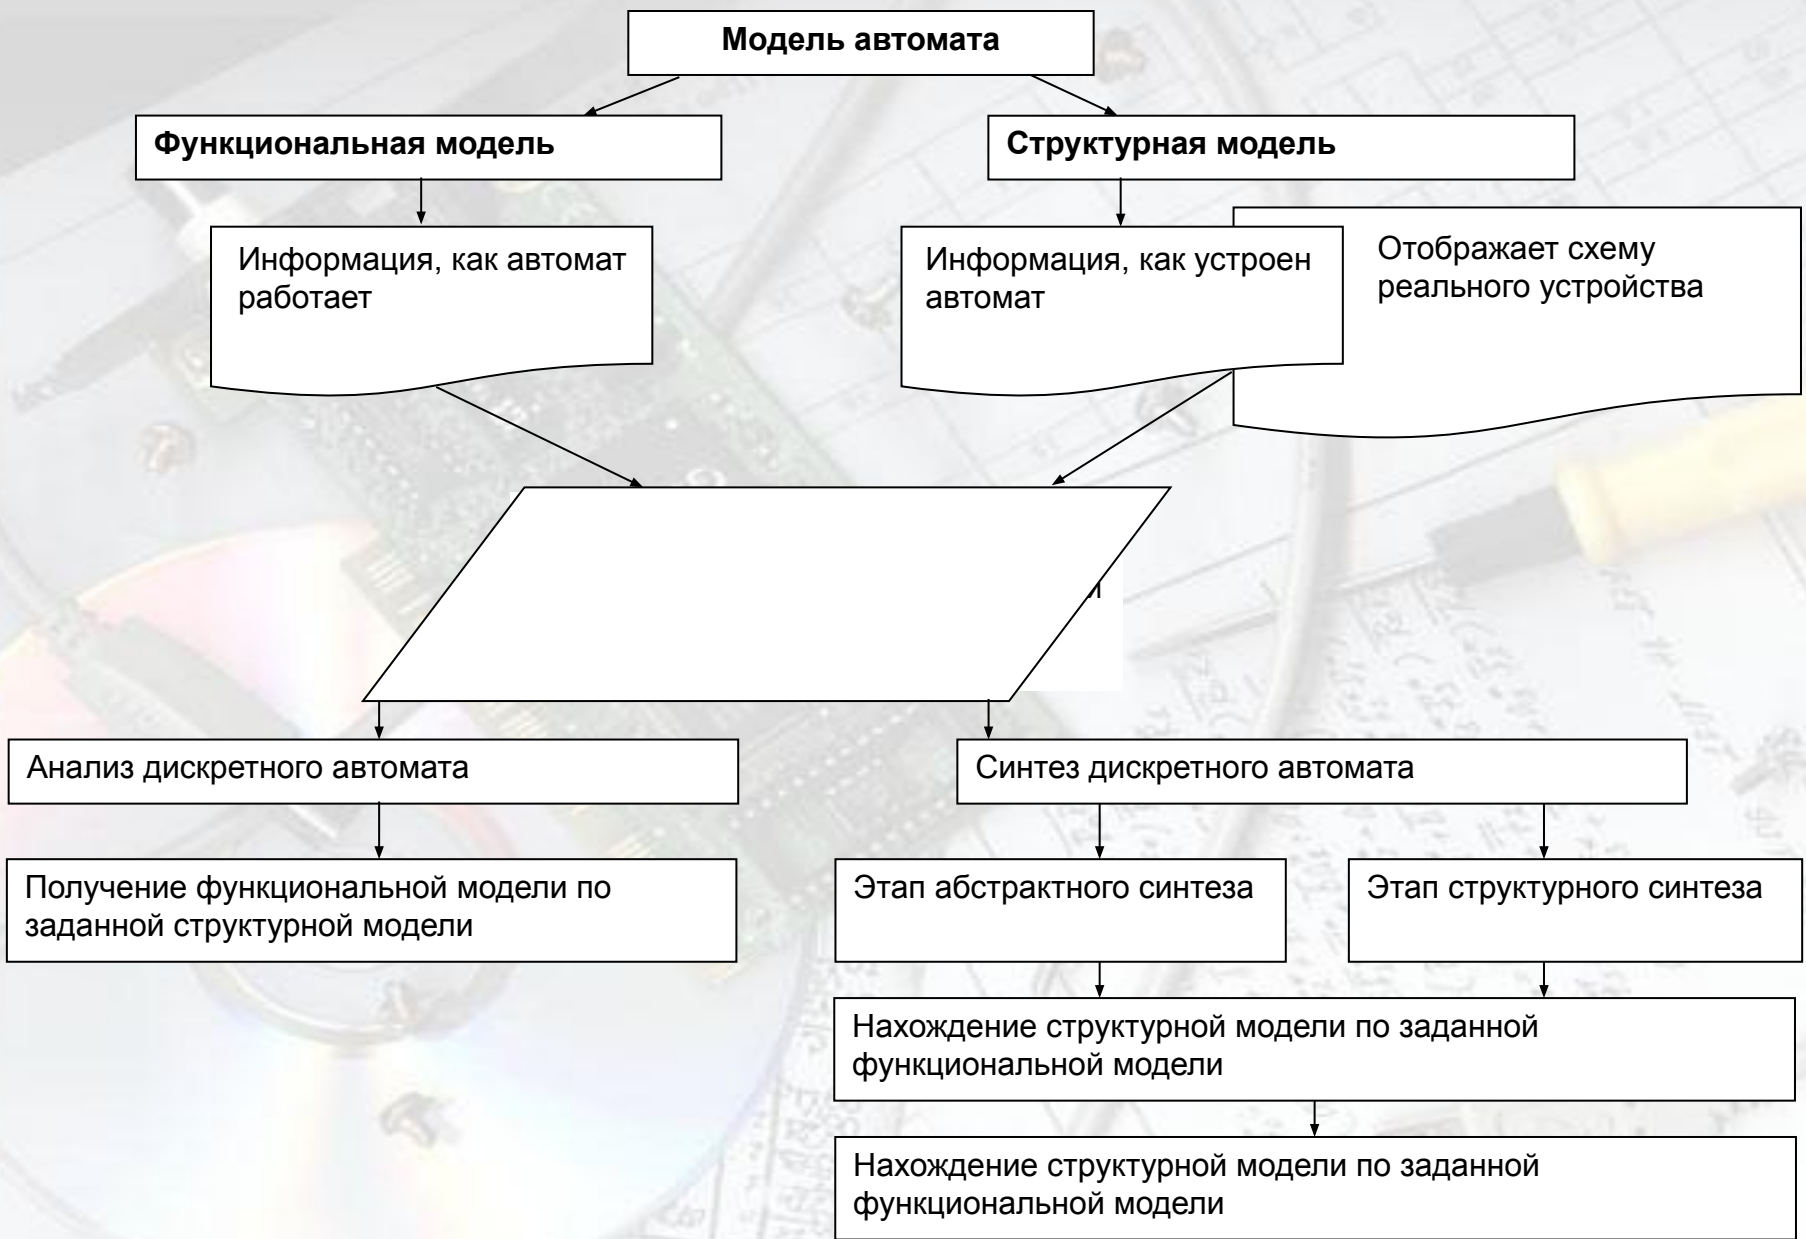 Модель автомата
Функциональная модель
Структурная модель
Информация, как автомат
работает
Информация, как устроен
автомат
Отображает схему
реального устройства
Анализ дискретного автомата
Синтез дискретного автомата
Получение функциональной модели по
заданной структурной модели
Этап абстрактного синтеза
Этап структурного синтеза
Нахождение структурной модели по заданной
функциональной модели
Нахождение структурной модели по заданной
функциональной модели